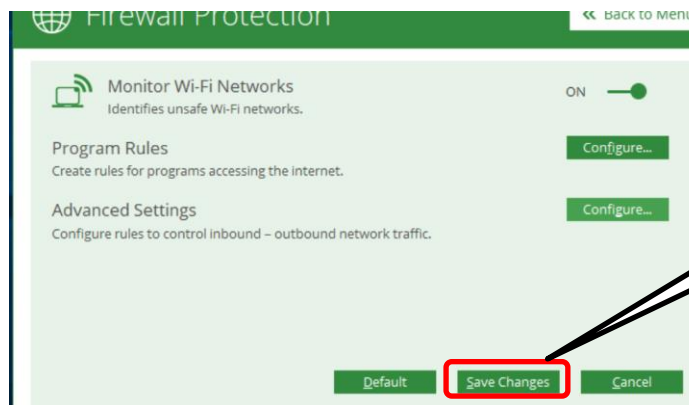 Firewall Protection
« Back to Menu
Monitor Wi-Fi Networks
ON
Identifies unsafe Wi-Fi networks.
Program Rules
Configure...
Create rules for programs accessing the internet.
Advanced Settings
Configure...
Configure rules to control inbound – outbound network traffic.
Default
Save Changes
Cancel